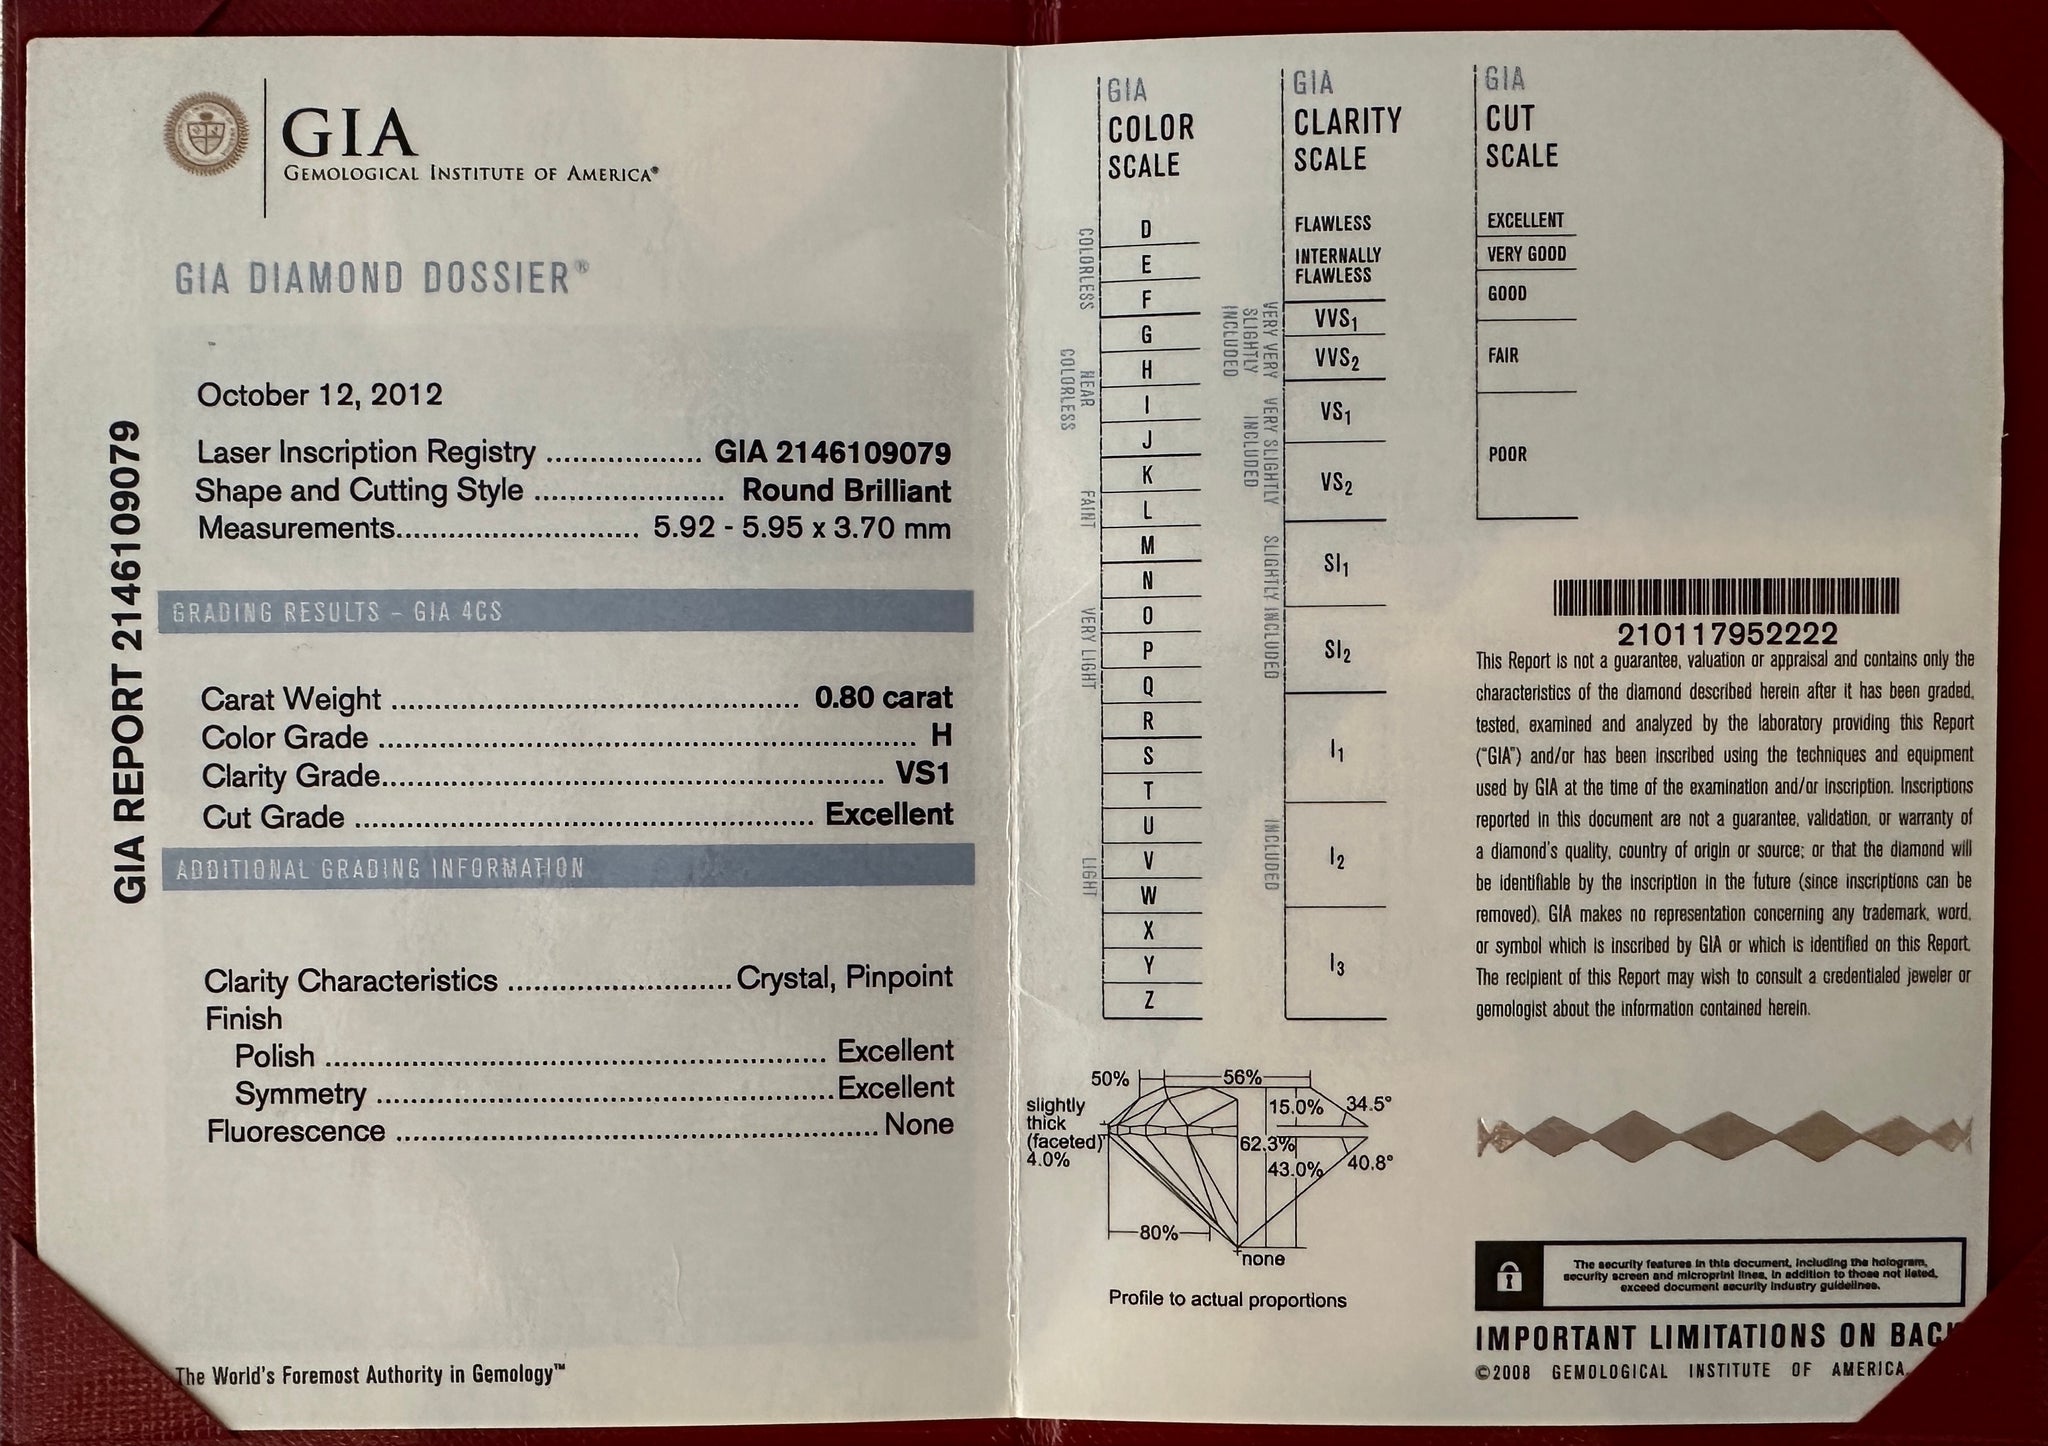 GIA
GEMOLOGICAL INSTITUTE OF AMERICA®
GIA DIAMOND DOSSIER®
GIA REPORT 2146109079
October 12, 2012
Laser Inscription Registry .................. GIA 2146109079
Shape and Cutting Style ....................... Round Brilliant
Measurements............................ 5.92 - 5.95 x 3.70 mm
GRADING RESULTS – GIA 4CS
Carat Weight ................................................. 0.80 carat
Color Grade ................................................................ H
Clarity Grade............................................................ VS1
Cut Grade ....................................................... Excellent
ADDITIONAL GRADING INFORMATION
Clarity Characteristics ........................... Crystal, Pinpoint
Finish
Polish ............................................................ Excellent
Symmetry .......................................................Excellent
Fluorescence .......................................................... None
The World's Foremost Authority in Gemology™
GIA
COLOR
SCALE
COLORLESS
D
E
F
NEAR
COLORLESS
G
H
I
J
FAINT
K
L
M
VERY LIGHT
N
O
P
Q
R
LIGHT
S
T
U
V
W
X
Y
Z
GIA
CLARITY
SCALE
FLAWLESS
INTERNALLY
FLAWLESS
VERY VERY
SLIGHTLY
INCLUDED
VVS1
VVS2
VERY SLIGHTLY
INCLUDED
VS1
VS2
SLIGHTLY INCLUDED
SI1
SI2
INCLUDED
I1
I2
I3
GIA
CUT
SCALE
EXCELLENT
VERY GOOD
GOOD
FAIR
POOR
50%
56%
slightly
thick
(faceted)
4.0%
15.0%
34.5°
62.3%
43.0%
40.8°
80%
none
Profile to actual proportions
210117952222
This Report is not a guarantee, valuation or appraisal and contains only the
characteristics of the diamond described herein after it has been graded,
tested, examined and analyzed by the laboratory providing this Report
("GIA") and/or has been inscribed using the techniques and equipment
used by GIA at the time of the examination and/or inscription. Inscriptions
reported in this document are not a guarantee, validation, or warranty of
a diamond's quality, country of origin or source; or that the diamond will
be identifiable by the inscription in the future (since inscriptions can be
removed). GIA makes no representation concerning any trademark, word,
or symbol which is inscribed by GIA or which is identified on this Report.
The recipient of this Report may wish to consult a credentialed jeweler or
gemologist about the information contained herein.
The security features in this document, including the hologram,
security screen and microprint lines, in addition to those not listed,
exceed document security industry guidelines.
IMPORTANT LIMITATIONS ON BACK
©2008 GEMOLOGICAL INSTITUTE OF AMERICA,